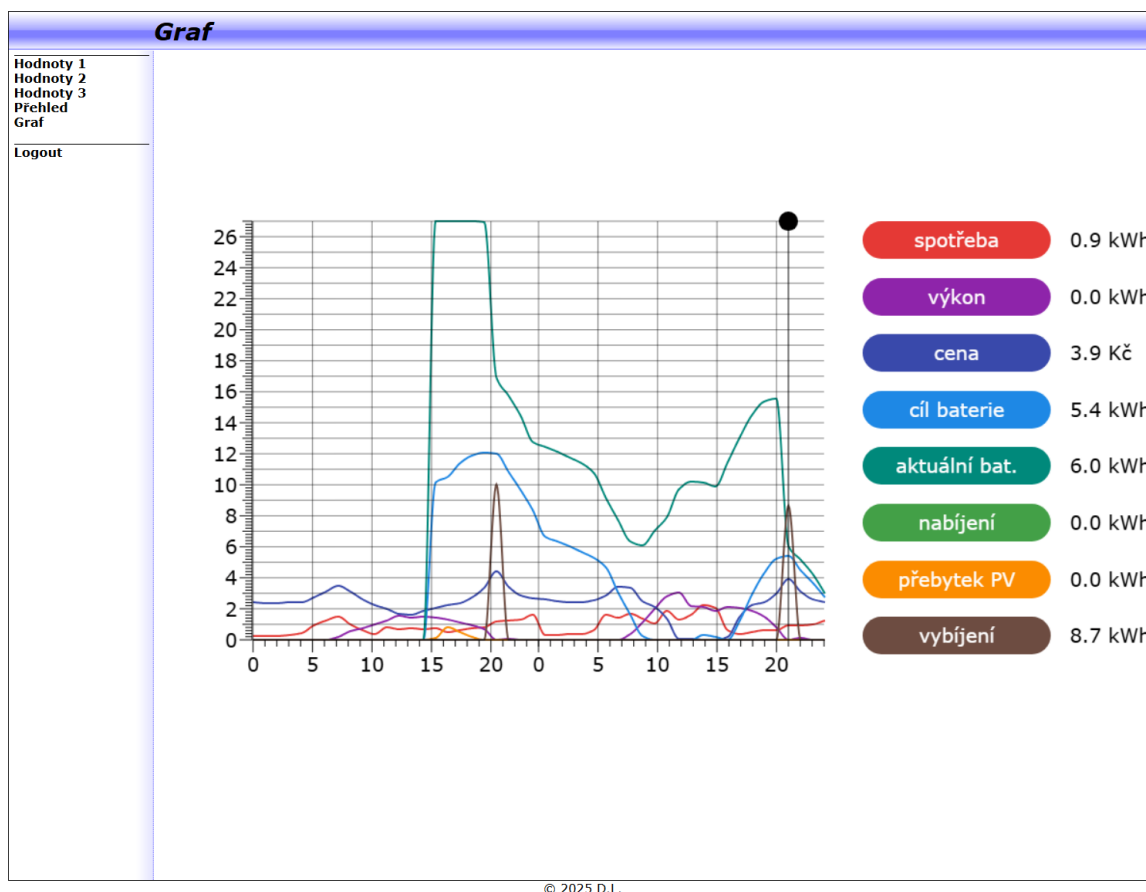 Graf
Hodnoty 1
Hodnoty 2
Hodnoty 3
Přehled
Graf
Logout
26
24
22
20
18
16
14
12
10
8
6
4
2
0
0 5 10 15 20 0 5 10 15 20
spotřeba 0.9 kWh
výkon 0.0 kWh
cena 3.9 Kč
cíl baterie 5.4 kWh
aktuální bat. 6.0 kWh
nabíjení 0.0 kWh
přebytek PV 0.0 kWh
vybíjení 8.7 kWh
© 2025 D.L.